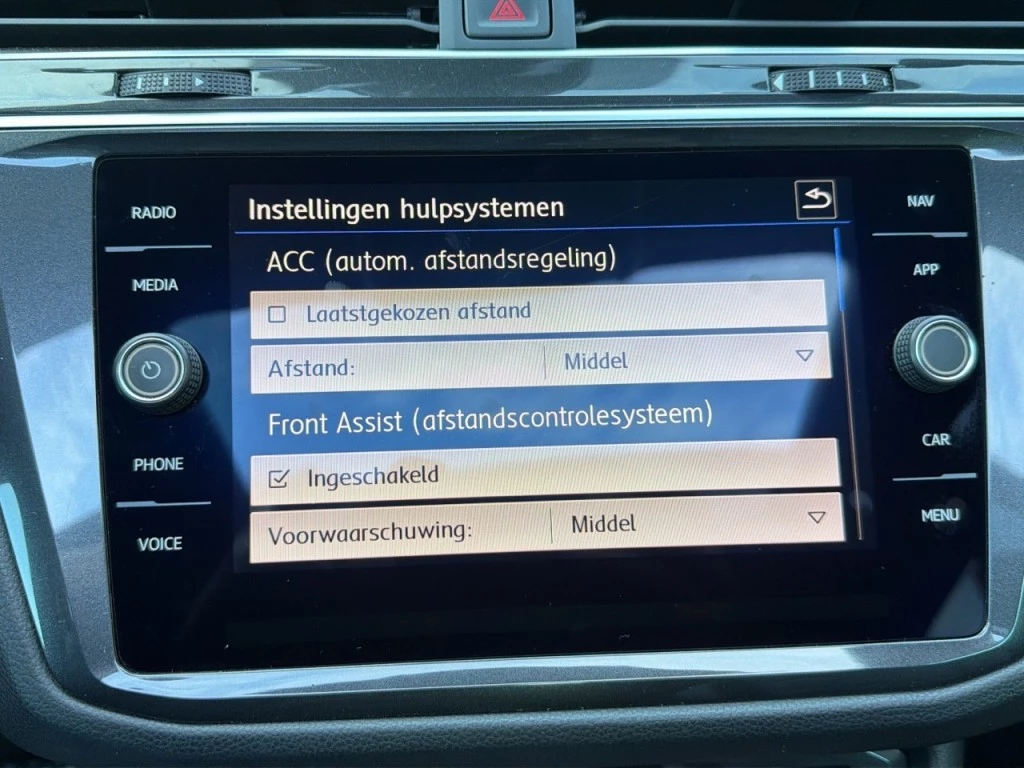 RADIO
MEDIA
PHONE
VOICE
Instellingen hulpsystemen
ACC (autom. afstandsregeling)
Laatstgekozen afstand
Afstand: Middel
Front Assist (afstandscontrolesysteem)
Ingeschakeld
Voorwaarschuwing: Middel
NAV
APP
CAR
MENU